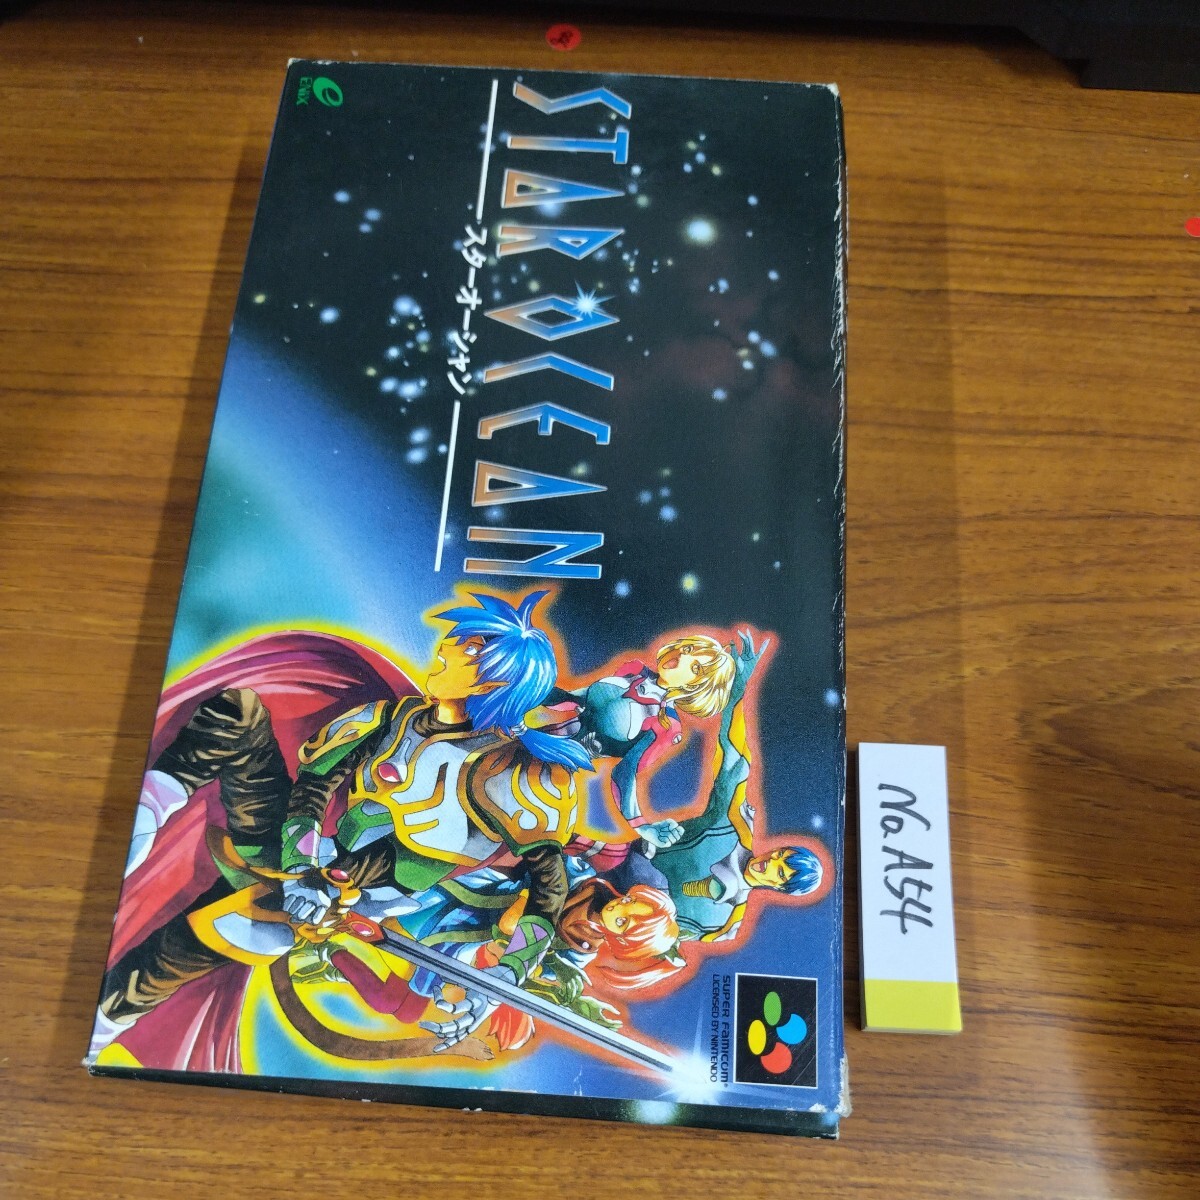 ENIX
STAR OCEAN
スターオーシャン
SUPER FAMICOM®
LICENSED BY NINTENDO
No. A54